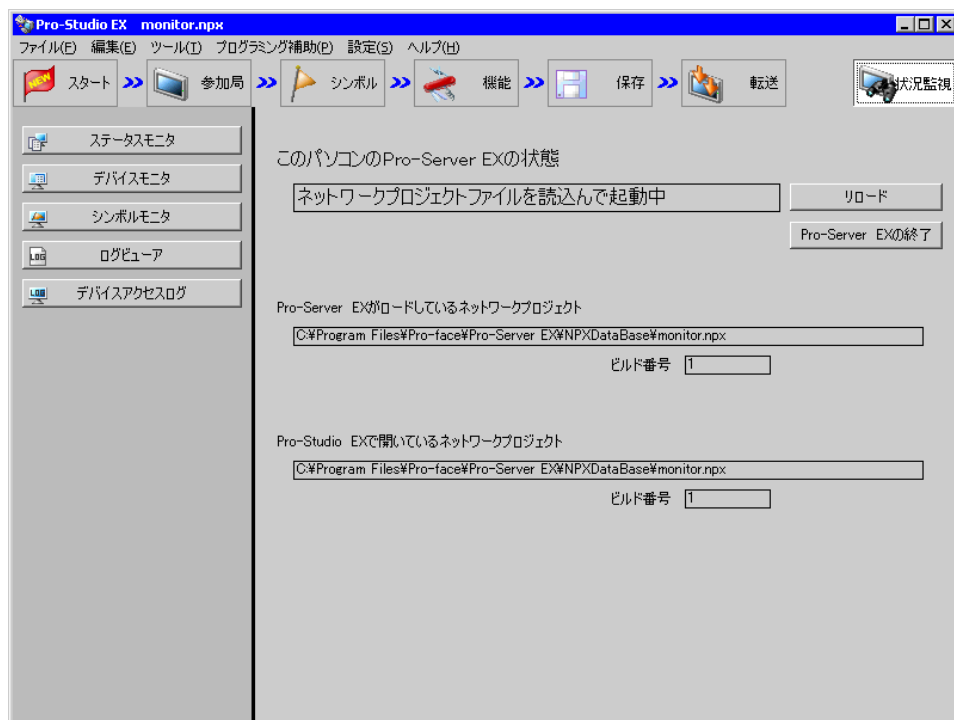 Pro-Studio EX monitor.npx
ファイル(F) 編集(E) ツール(T) プログラミング補助(P) 設定(S) ヘルプ(H)
NEW スタート 参加局 シンボル 機能 保存 転送 状況監視
ステータスモニタ
デバイスモニタ
シンボルモニタ
LOG ログビューア
LOG デバイスアクセスログ
このパソコンのPro-Server EXの状態
ネットワークプロジェクトファイルを読込んで起動中
リロード
Pro-Server EXの終了
Pro-Server EXがロードしているネットワークプロジェクト
C:¥Program Files¥Pro-face¥Pro-Server EX¥NPXDataBase¥monitor.npx
ビルド番号 1
Pro-Studio EXで開いているネットワークプロジェクト
C:¥Program Files¥Pro-face¥Pro-Server EX¥NPXDataBase¥monitor.npx
ビルド番号 1